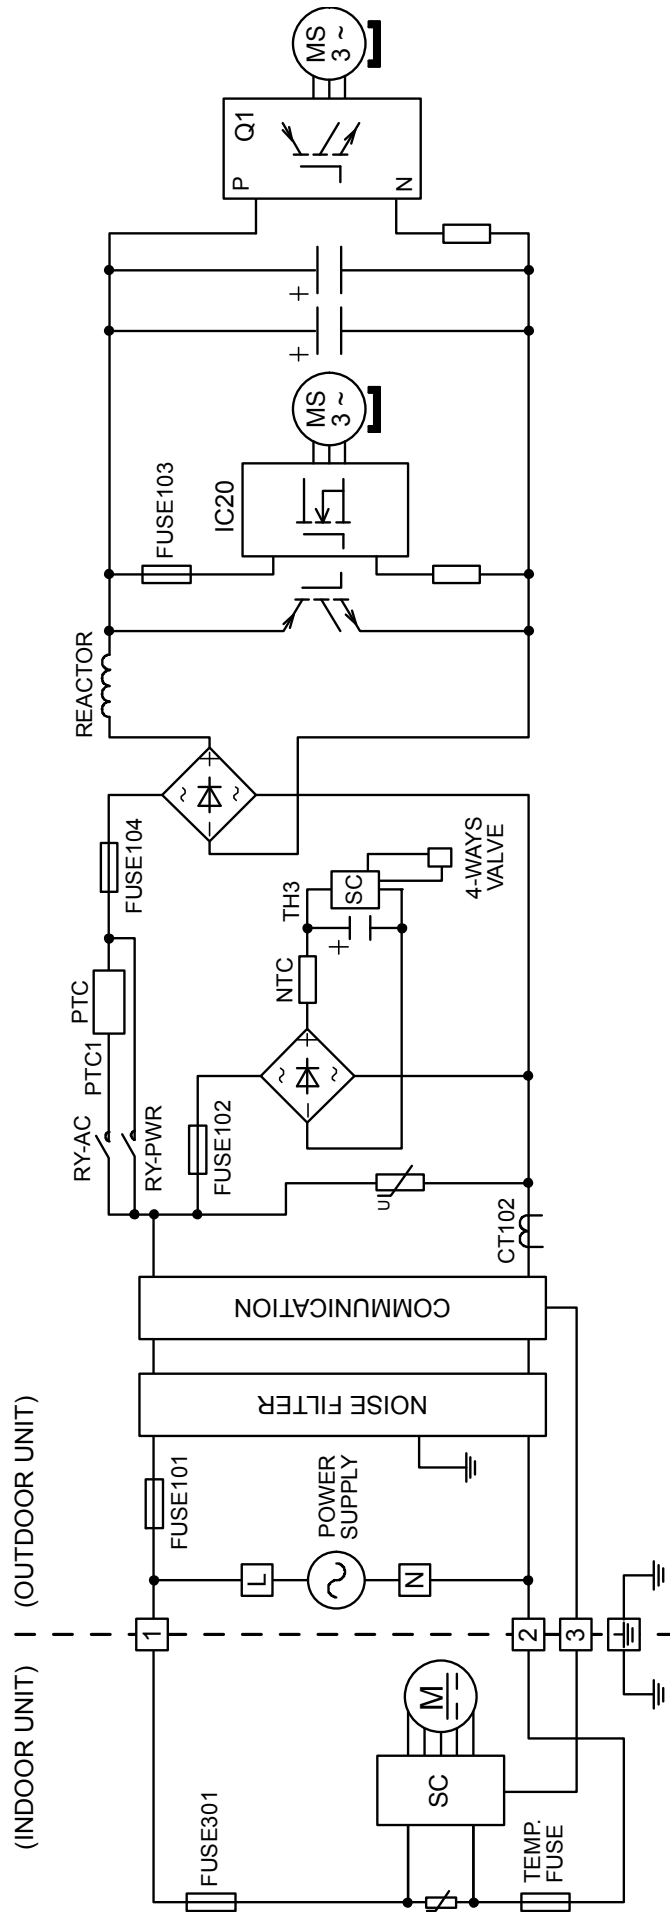 (INDOOR UNIT)
(OUTDOOR UNIT)
FUSE301
SC
M
TEMP.
FUSE
1
2
3
L
N
POWER
SUPPLY
FUSE101
NOISE FILTER
COMMUNICATION
CT102
U
RY-AC
RY-PWR
PTC1
PTC
FUSE102
NTC
TH3
+
SC
4-WAYS
VALVE
FUSE104
~
~
+
−
~
~
+
−
REACTOR
FUSE103
IC20
MS
3 ~
+
+
P
N
Q1
MS
3 ~